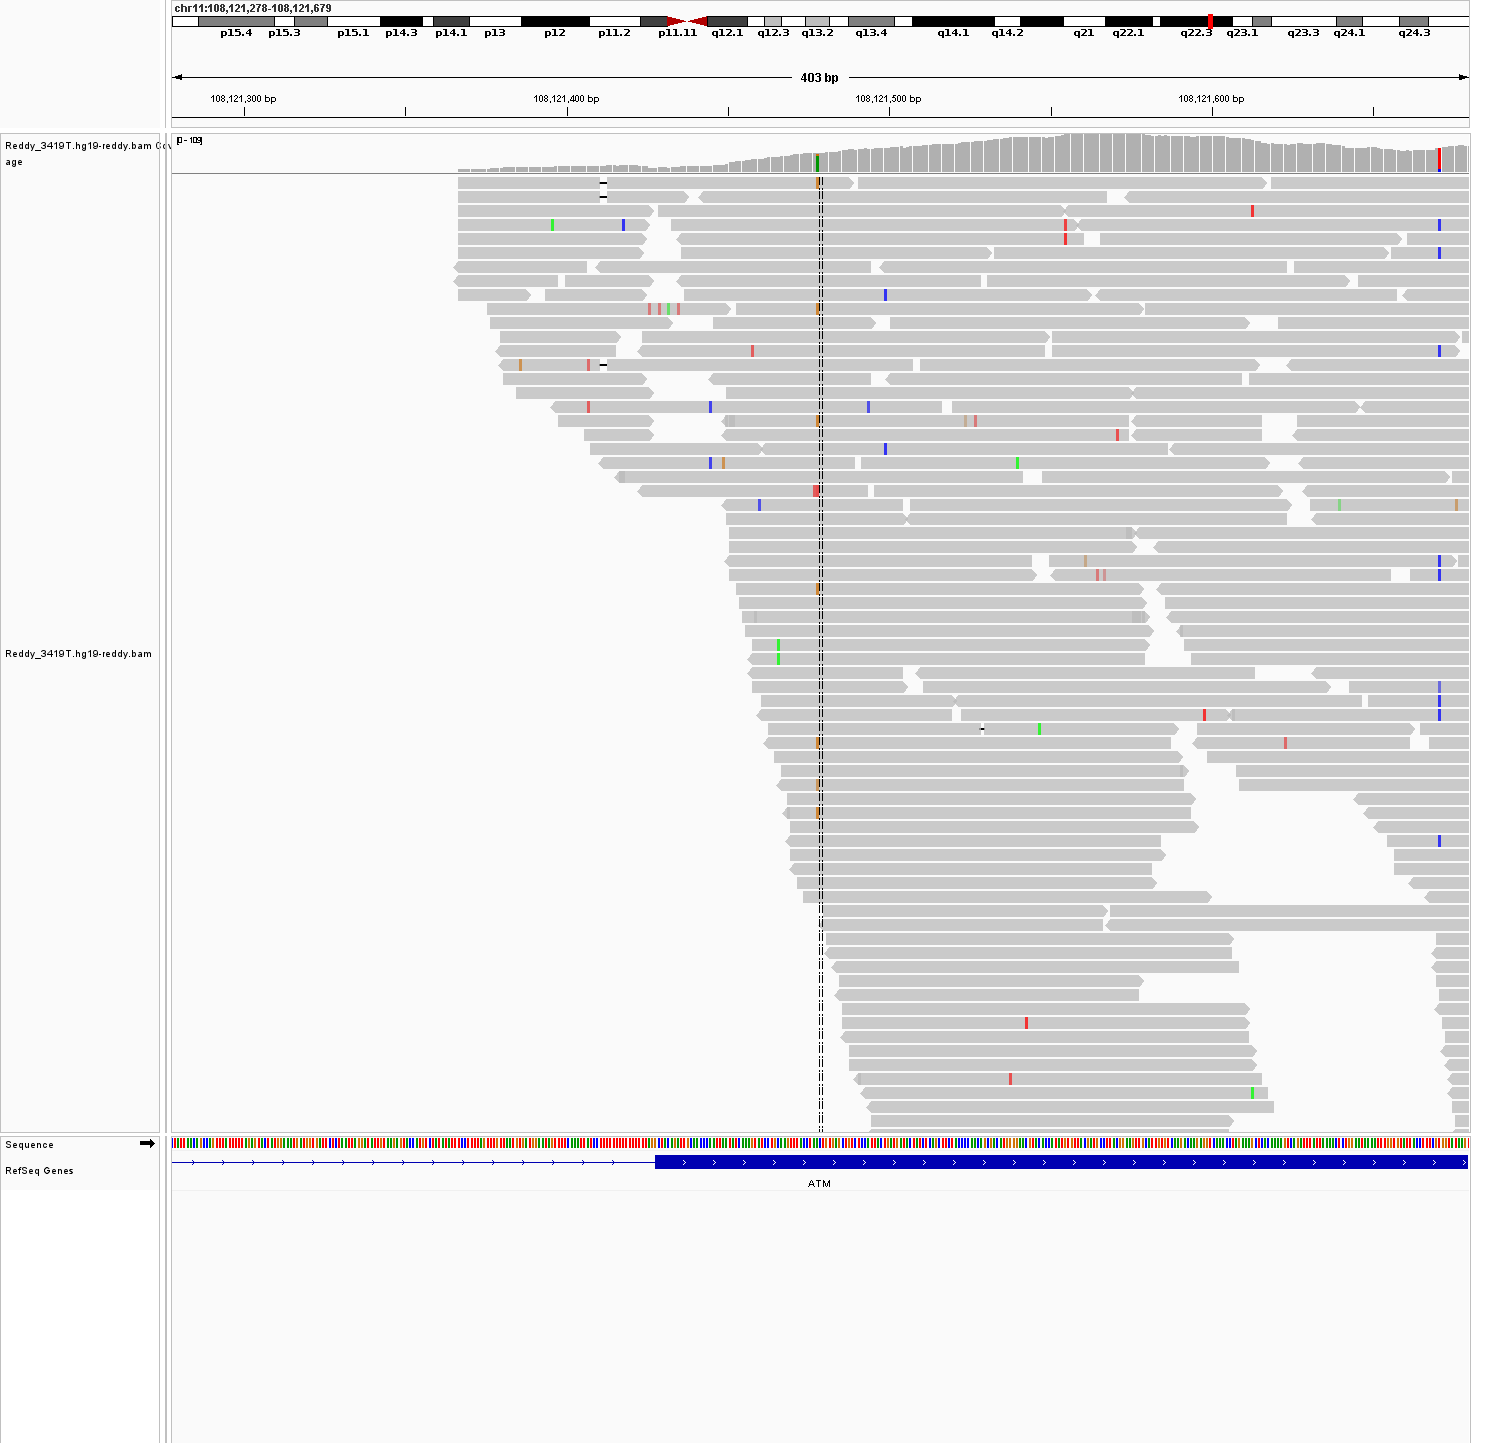 chr11:108,121,278-108,121,679
p15.4 p15.3 p15.1 p14.3 p14.1 p13 p12 p11.2 p11.11 q12.1 q12.3 q13.2 q13.4 q14.1 q14.2 q21 q22.1 q22.3 q23.1 q23.3 q24.1 q24.3
403 bp
108,121,300 bp 108,121,400 bp 108,121,500 bp 108,121,600 bp
Reddy_3419T.hg19-reddy.bam Cov
age
[0 - 109]
Reddy_3419T.hg19-reddy.bam
Sequence
RefSeq Genes
ATM